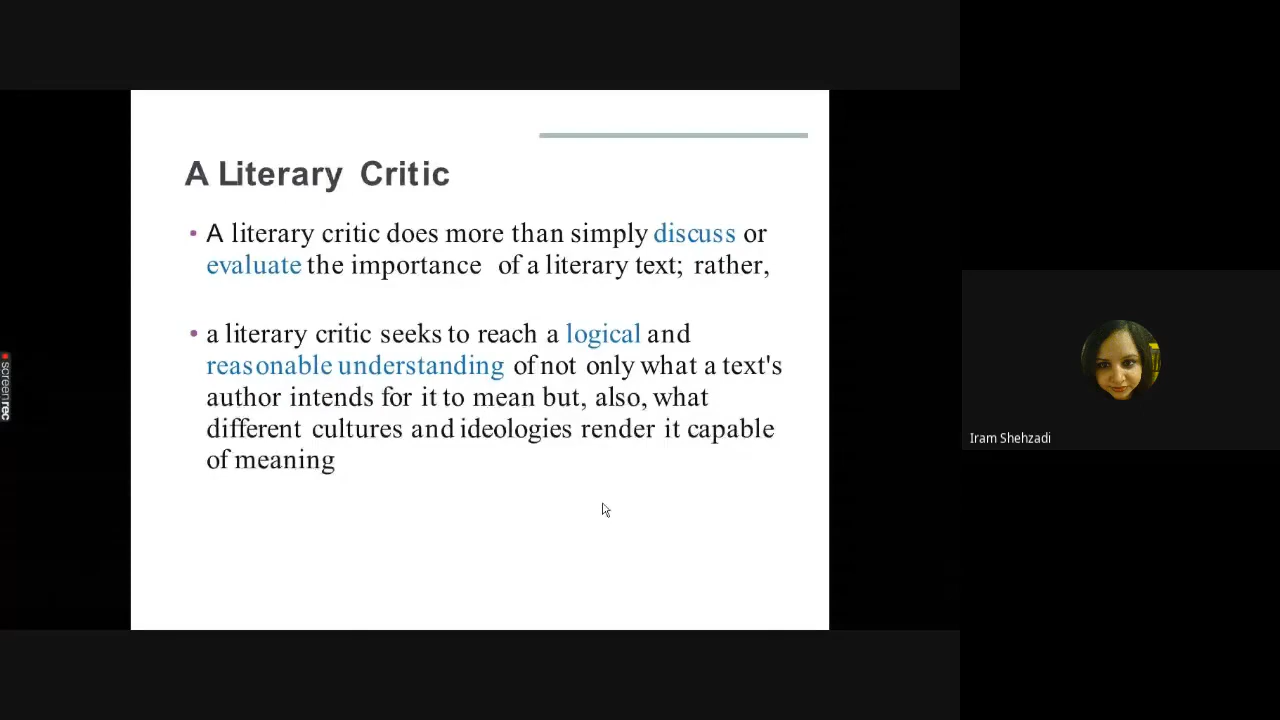 A Literary Critic
• A literary critic does more than simply discuss or
evaluate the importance of a literary text; rather,
• a literary critic seeks to reach a logical and
reasonable understanding of not only what a text's
author intends for it to mean but, also, what
different cultures and ideologies render it capable
of meaning
Iram Shehzadi
screenrec